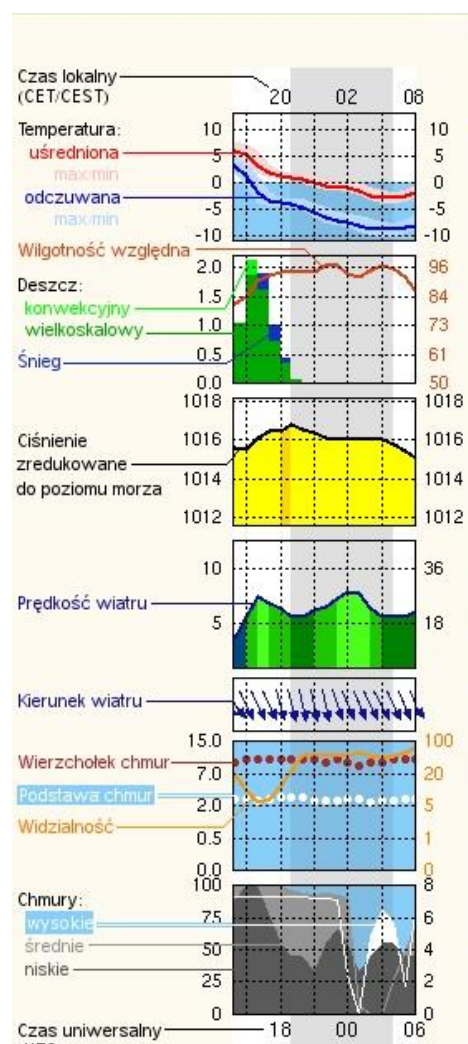 Czas lokalny
(CET/CEST)
20 02 08
Temperatura:
uśredniona
max/min
odczuwana
max/min
10 10
5 5
0 0
-5 -5
-10 -10
Wilgotność względna
Deszcz:
konwekcyjny
wielkoskalowy
Śnieg
2.0 96
1.5 84
1.0 73
0.5 61
0.0 50
1018 1018
1016 1016
1014 1014
1012 1012
Ciśnienie
zredukowane
do poziomu morza
10 36
5 18
Prędkość wiatru
Kierunek wiatru
15.0 100
Wierzchołek chmur
7.0 20
Podstawa chmur
2.0 5
Widzialność
0.5 1
0.0 0
Chmury:
wysokie
średnie
niskie
100 8
75 6
50 4
25 2
0 0
Czas uniwersalny
18 00 06